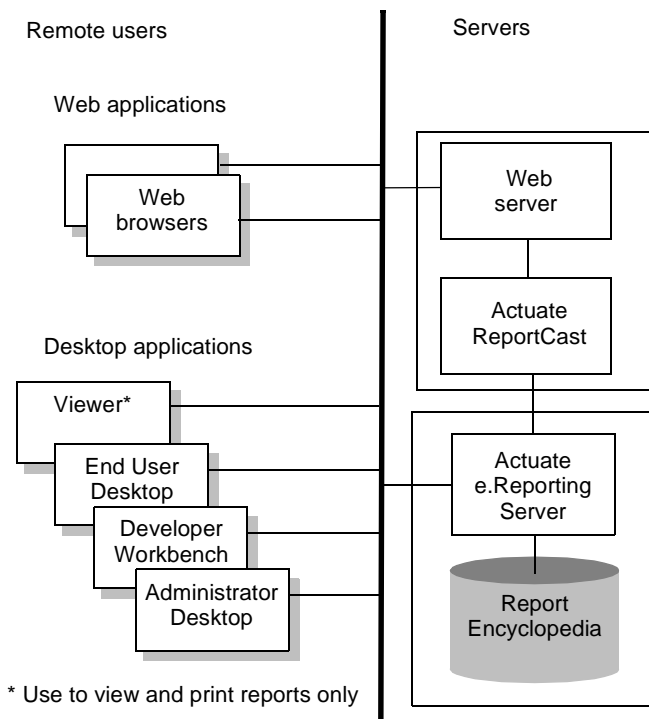 Remote users
Servers
Web applications
Web
browsers
Web
server
Actuate
ReportCast
Desktop applications
Viewer*
End User
Desktop
Developer
Workbench
Administrator
Desktop
Actuate
e.Reporting
Server
Report
Encyclopedia
* Use to view and print reports only